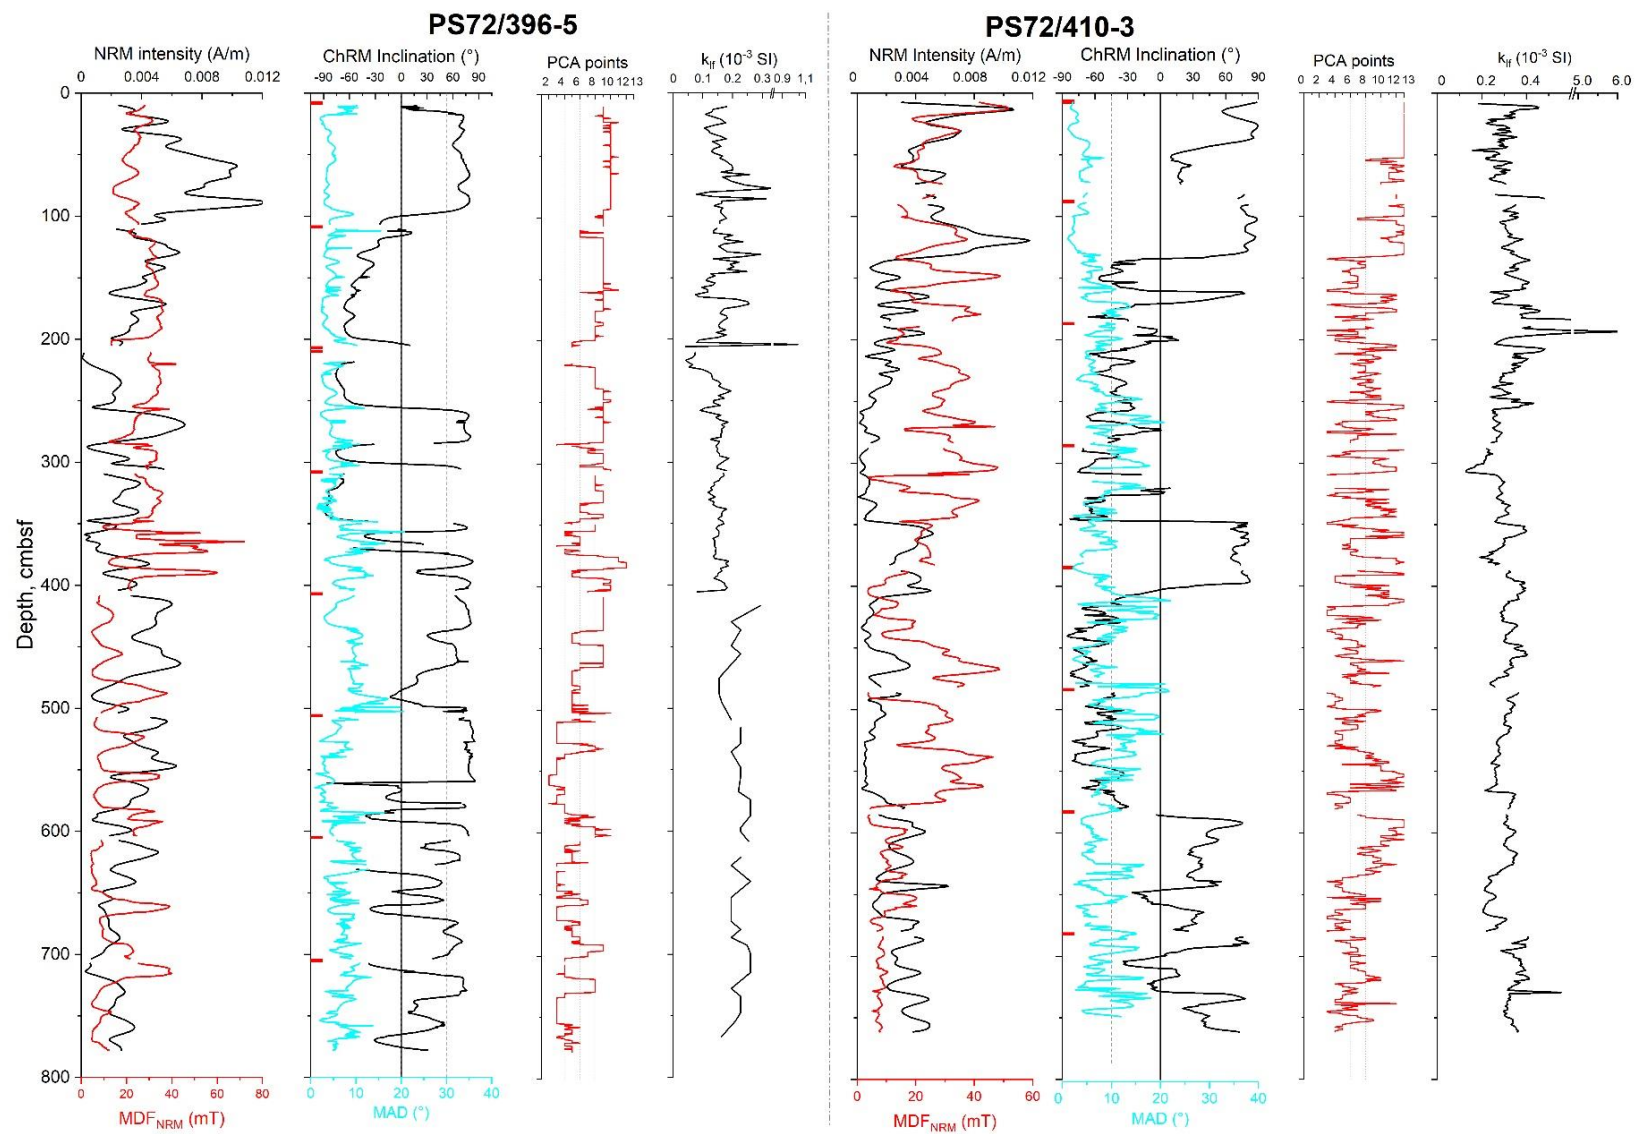 PS72/396-5
PS72/410-3
NRM intensity (A/m)
ChRM Inclination (°)
PCA points
k_lf (10^-3 SI)
NRM Intensity (A/m)
ChRM Inclination (°)
PCA points
k_lf (10^-3 SI)
0 0.004 0.008 0.012
-90 -60 -30 0 30 60 90
2 4 6 8 10 12 13
0 0.1 0.2 0.3 0.9 1.1
0 0.004 0.008 0.012
-90 -60 -30 0 30 60 90
0 2 4 6 8 10 12 13
0 0.2 0.4 5.0 6.0
Depth, cmbsf
0
100
200
300
400
500
600
700
800
0 20 40 60 80
0 10 20 30 40
0 20 40 60
0 10 20 30 40
MDF_NRM (mT)
MAD (°)
MDF_NRM (mT)
MAD (°)